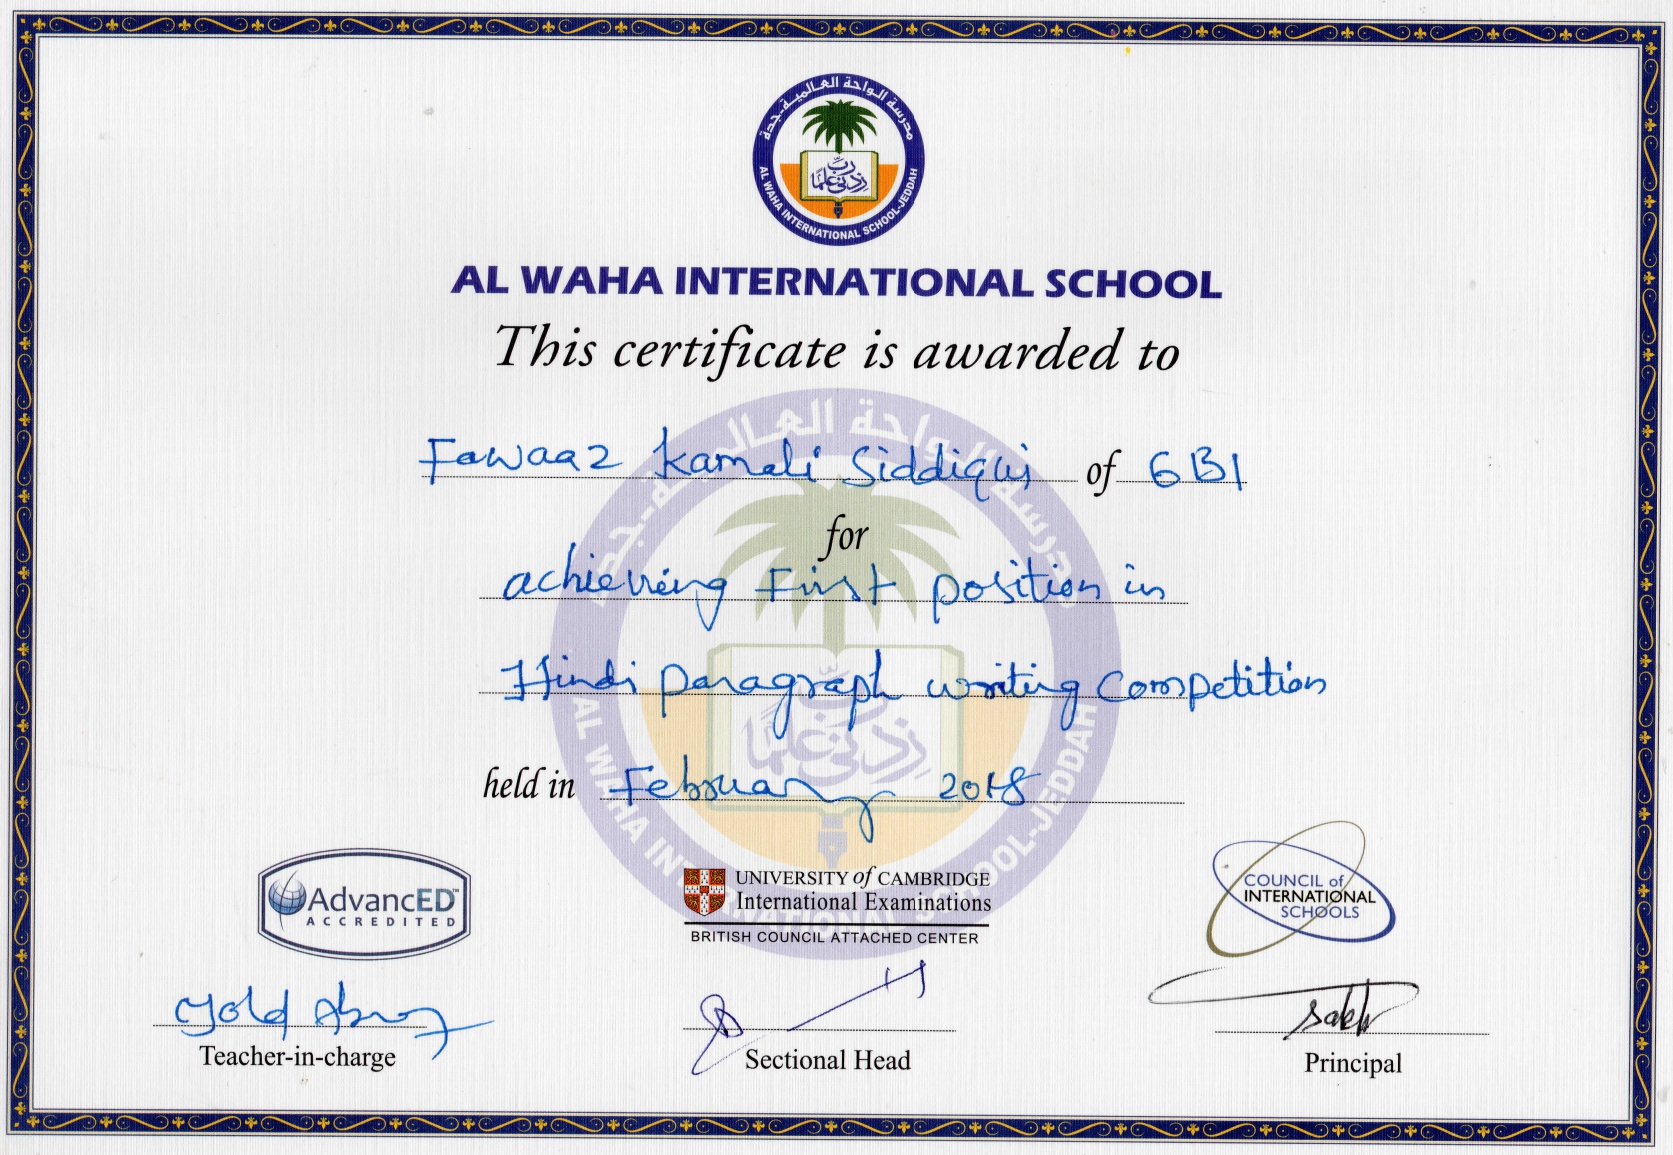 مدرسة الواحة العالمية - جدة
رب زدني علما
AL WAHA INTERNATIONAL SCHOOL-JEDDAH
AL WAHA INTERNATIONAL SCHOOL
This certificate is awarded to
Fawaaz Kamali Siddiqui of 6B1
for
achieving First position in
Hindi Paragraph writing Competition
held in February 2018
AdvancED™
ACCREDITED
UNIVERSITY of CAMBRIDGE
International Examinations
BRITISH COUNCIL ATTACHED CENTER
COUNCIL of
INTERNATIONAL
SCHOOLS
Teacher-in-charge
Sectional Head
Principal